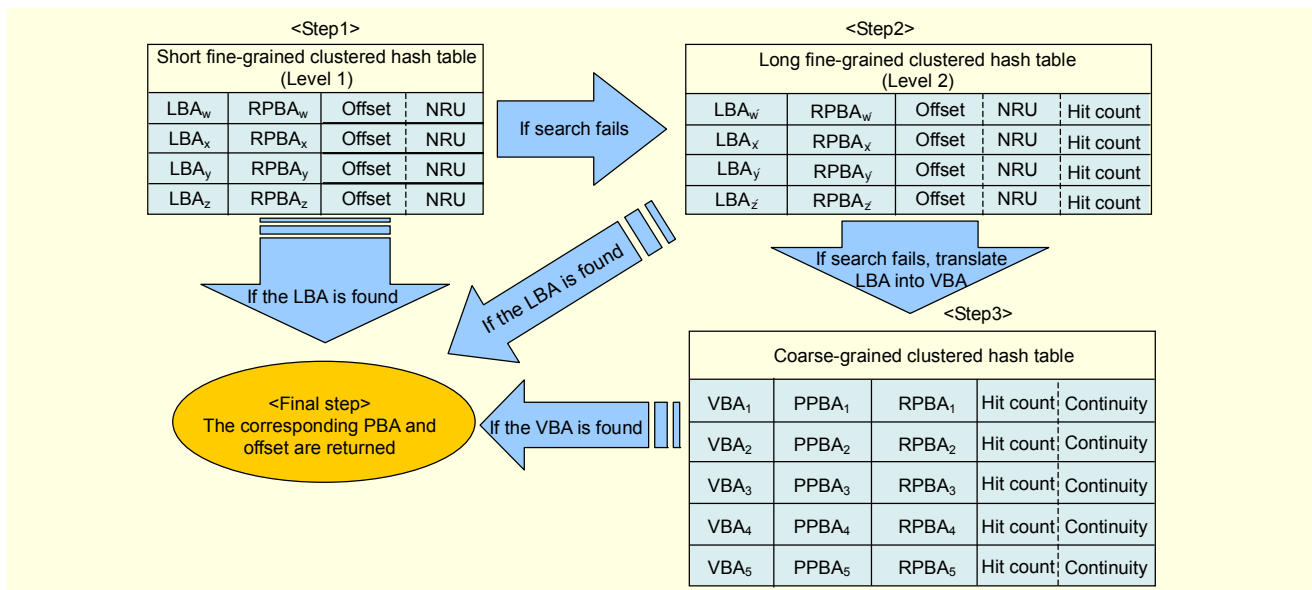 <Step1>
Short fine-grained clustered hash table
(Level 1)
LBAw RPBAw Offset NRU
LBAx RPBAx Offset NRU
LBAy RPBAy Offset NRU
LBAz RPBAz Offset NRU
If search fails
<Step2>
Long fine-grained clustered hash table
(Level 2)
LBAẃ RPBAẃ Offset NRU Hit count
LBAx́ RPBAx́ Offset NRU Hit count
LBAý RPBAý Offset NRU Hit count
LBAź RPBAź Offset NRU Hit count
If the LBA is found
If the LBA is found
If search fails, translate
LBA into VBA
<Step3>
Coarse-grained clustered hash table
VBA₁ PPBA₁ RPBA₁ Hit count Continuity
VBA₂ PPBA₂ RPBA₂ Hit count Continuity
VBA₃ PPBA₃ RPBA₃ Hit count Continuity
VBA₄ PPBA₄ RPBA₄ Hit count Continuity
VBA₅ PPBA₅ RPBA₅ Hit count Continuity
If the VBA is found
<Final step>
The corresponding PBA and
offset are returned